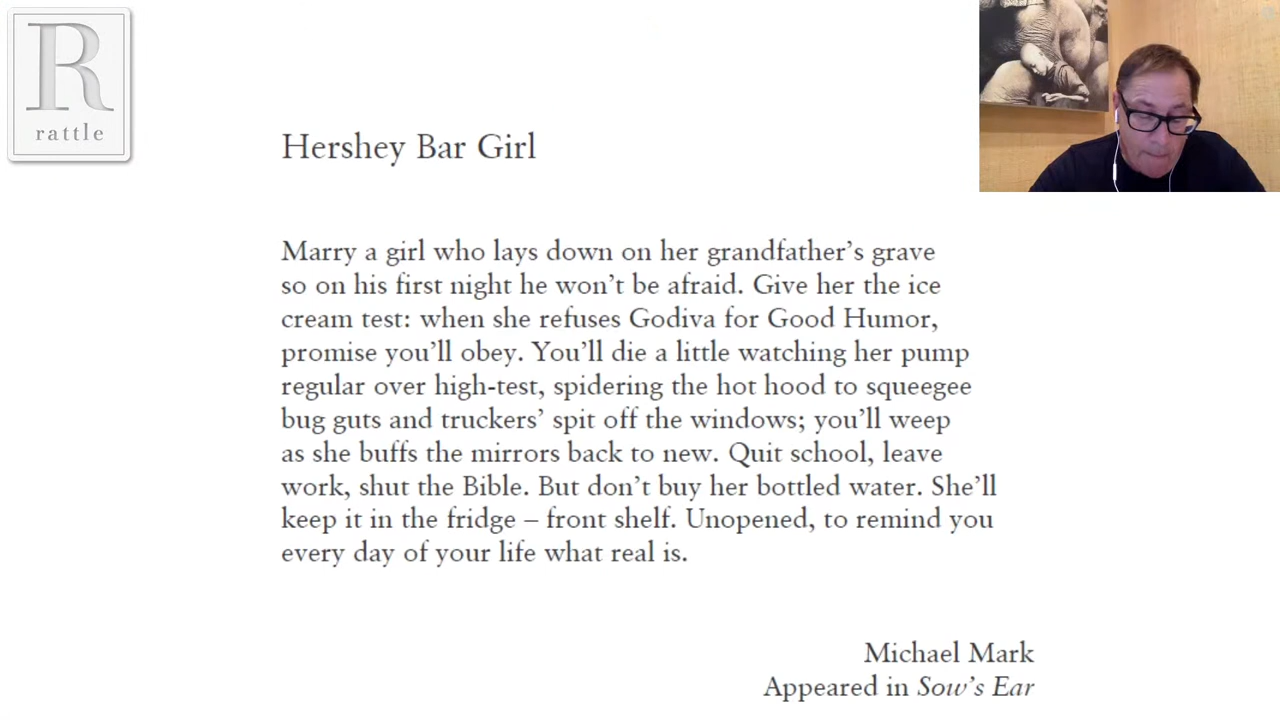 R
rattle
Hershey Bar Girl
Marry a girl who lays down on her grandfather’s grave
so on his first night he won’t be afraid. Give her the ice
cream test: when she refuses Godiva for Good Humor,
promise you’ll obey. You’ll die a little watching her pump
regular over high-test, spidering the hot hood to squeegee
bug guts and truckers’ spit off the windows; you’ll weep
as she buffs the mirrors back to new. Quit school, leave
work, shut the Bible. But don’t buy her bottled water. She’ll
keep it in the fridge – front shelf. Unopened, to remind you
every day of your life what real is.
Michael Mark
Appeared in Sow’s Ear